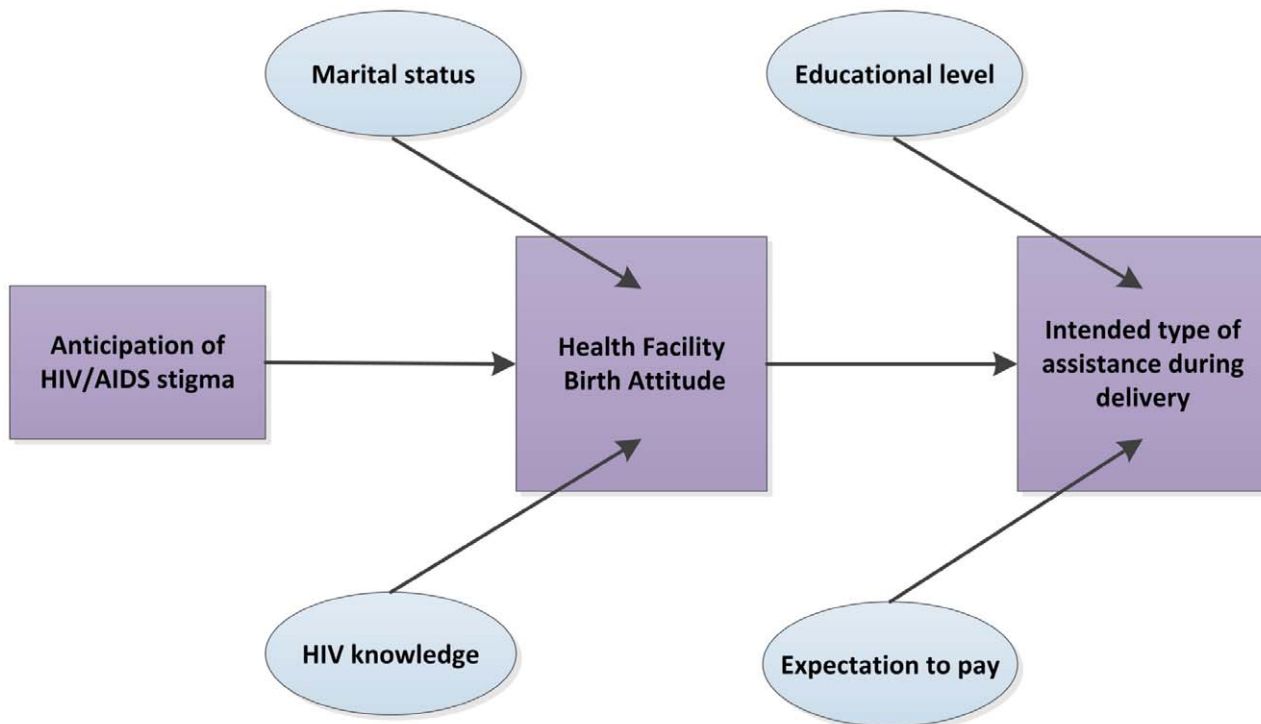 Marital status
Educational level
Anticipation of
HIV/AIDS stigma
Health Facility
Birth Attitude
Intended type of
assistance during
delivery
HIV knowledge
Expectation to pay